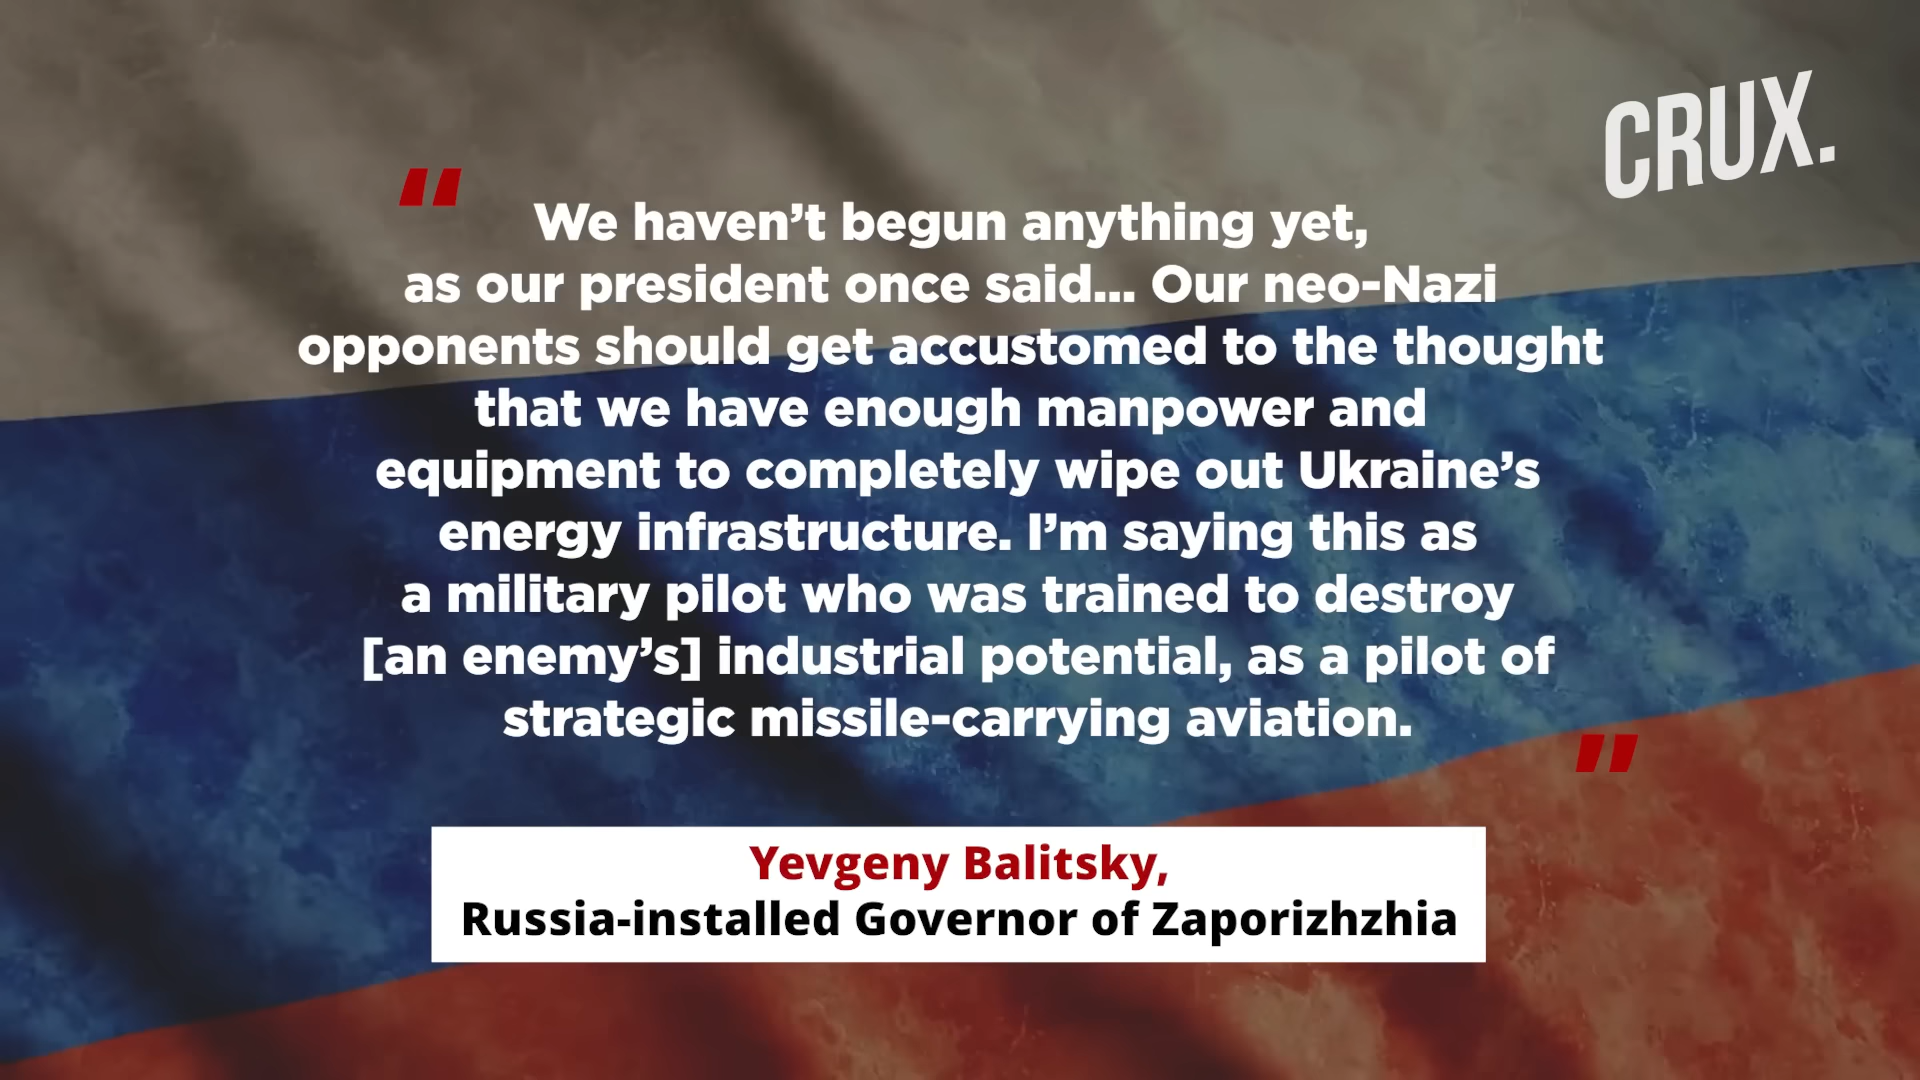 CRUX.
“
We haven’t begun anything yet,
as our president once said... Our neo-Nazi
opponents should get accustomed to the thought
that we have enough manpower and
equipment to completely wipe out Ukraine’s
energy infrastructure. I’m saying this as
a military pilot who was trained to destroy
[an enemy’s] industrial potential, as a pilot of
strategic missile-carrying aviation.
”
Yevgeny Balitsky,
Russia-installed Governor of Zaporizhzhia